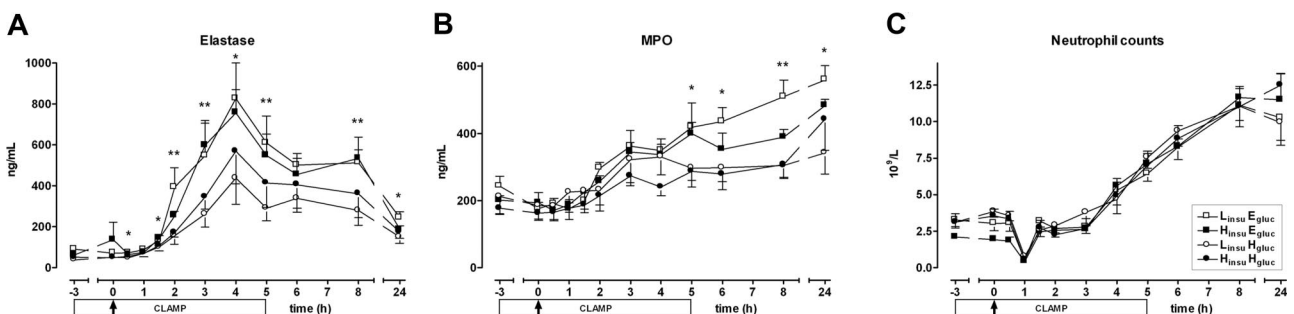 A
Elastase
ng/mL
1000
800
600
400
200
0
*
*
**
**
*
**
**
*
-3 0 1 2 3 4 5 6 8 24
CLAMP
time (h)
B
MPO
ng/mL
600
400
200
0
*
*
**
*
-3 0 1 2 3 4 5 6 8 24
CLAMP
time (h)
C
Neutrophil counts
10⁹/L
12.5
10.0
7.5
5.0
2.5
0.0
L insu E gluc
H insu E gluc
L insu H gluc
H insu H gluc
-3 0 1 2 3 4 5 6 7 8 24
CLAMP
time (h)